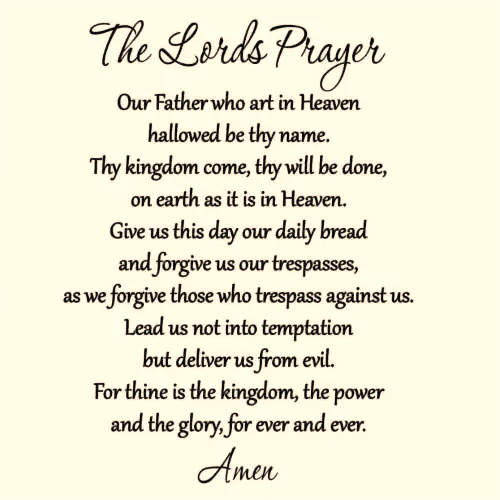 The Lords Prayer
Our Father who art in Heaven
hallowed be thy name.
Thy kingdom come, thy will be done,
on earth as it is in Heaven.
Give us this day our daily bread
and forgive us our trespasses,
as we forgive those who trespass against us.
Lead us not into temptation
but deliver us from evil.
For thine is the kingdom, the power
and the glory, for ever and ever.
Amen